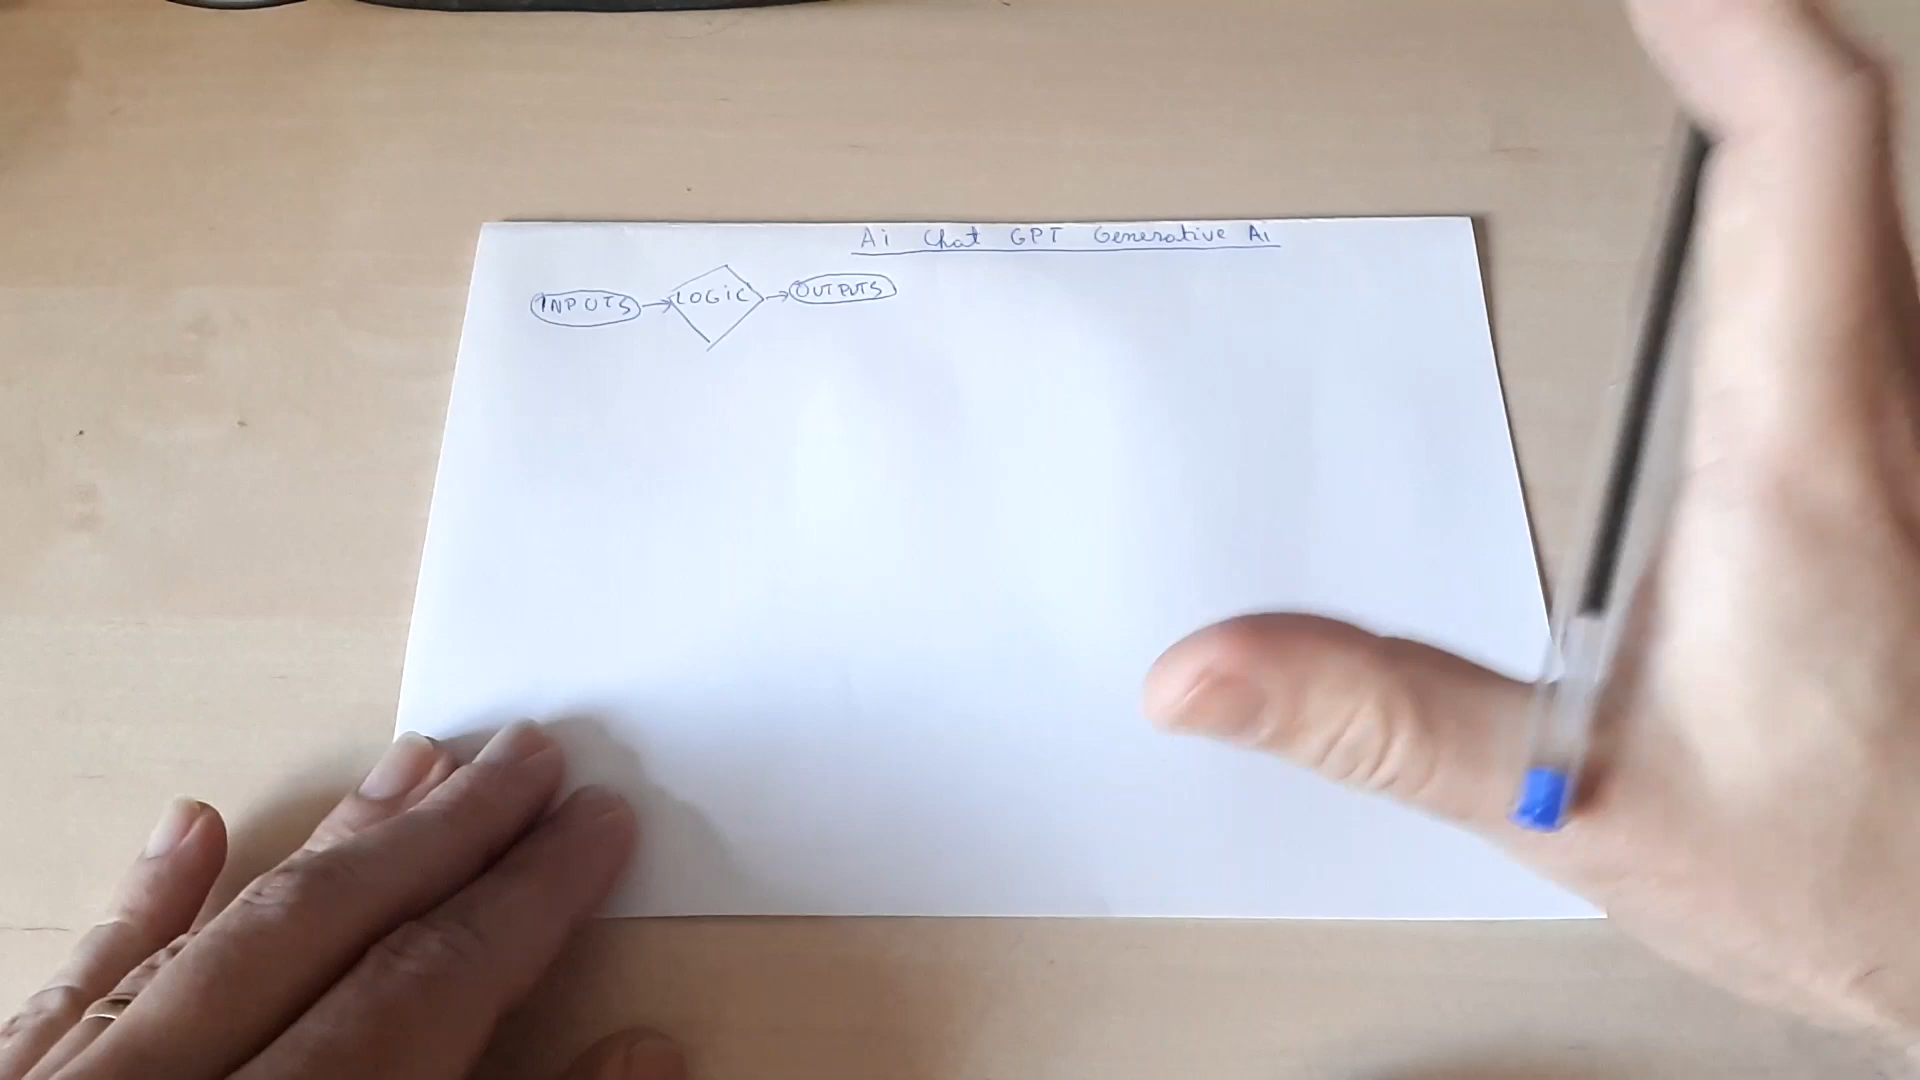 Ai Chat GPT Generative Ai
INPUTS → LOGIC → OUTPUTS